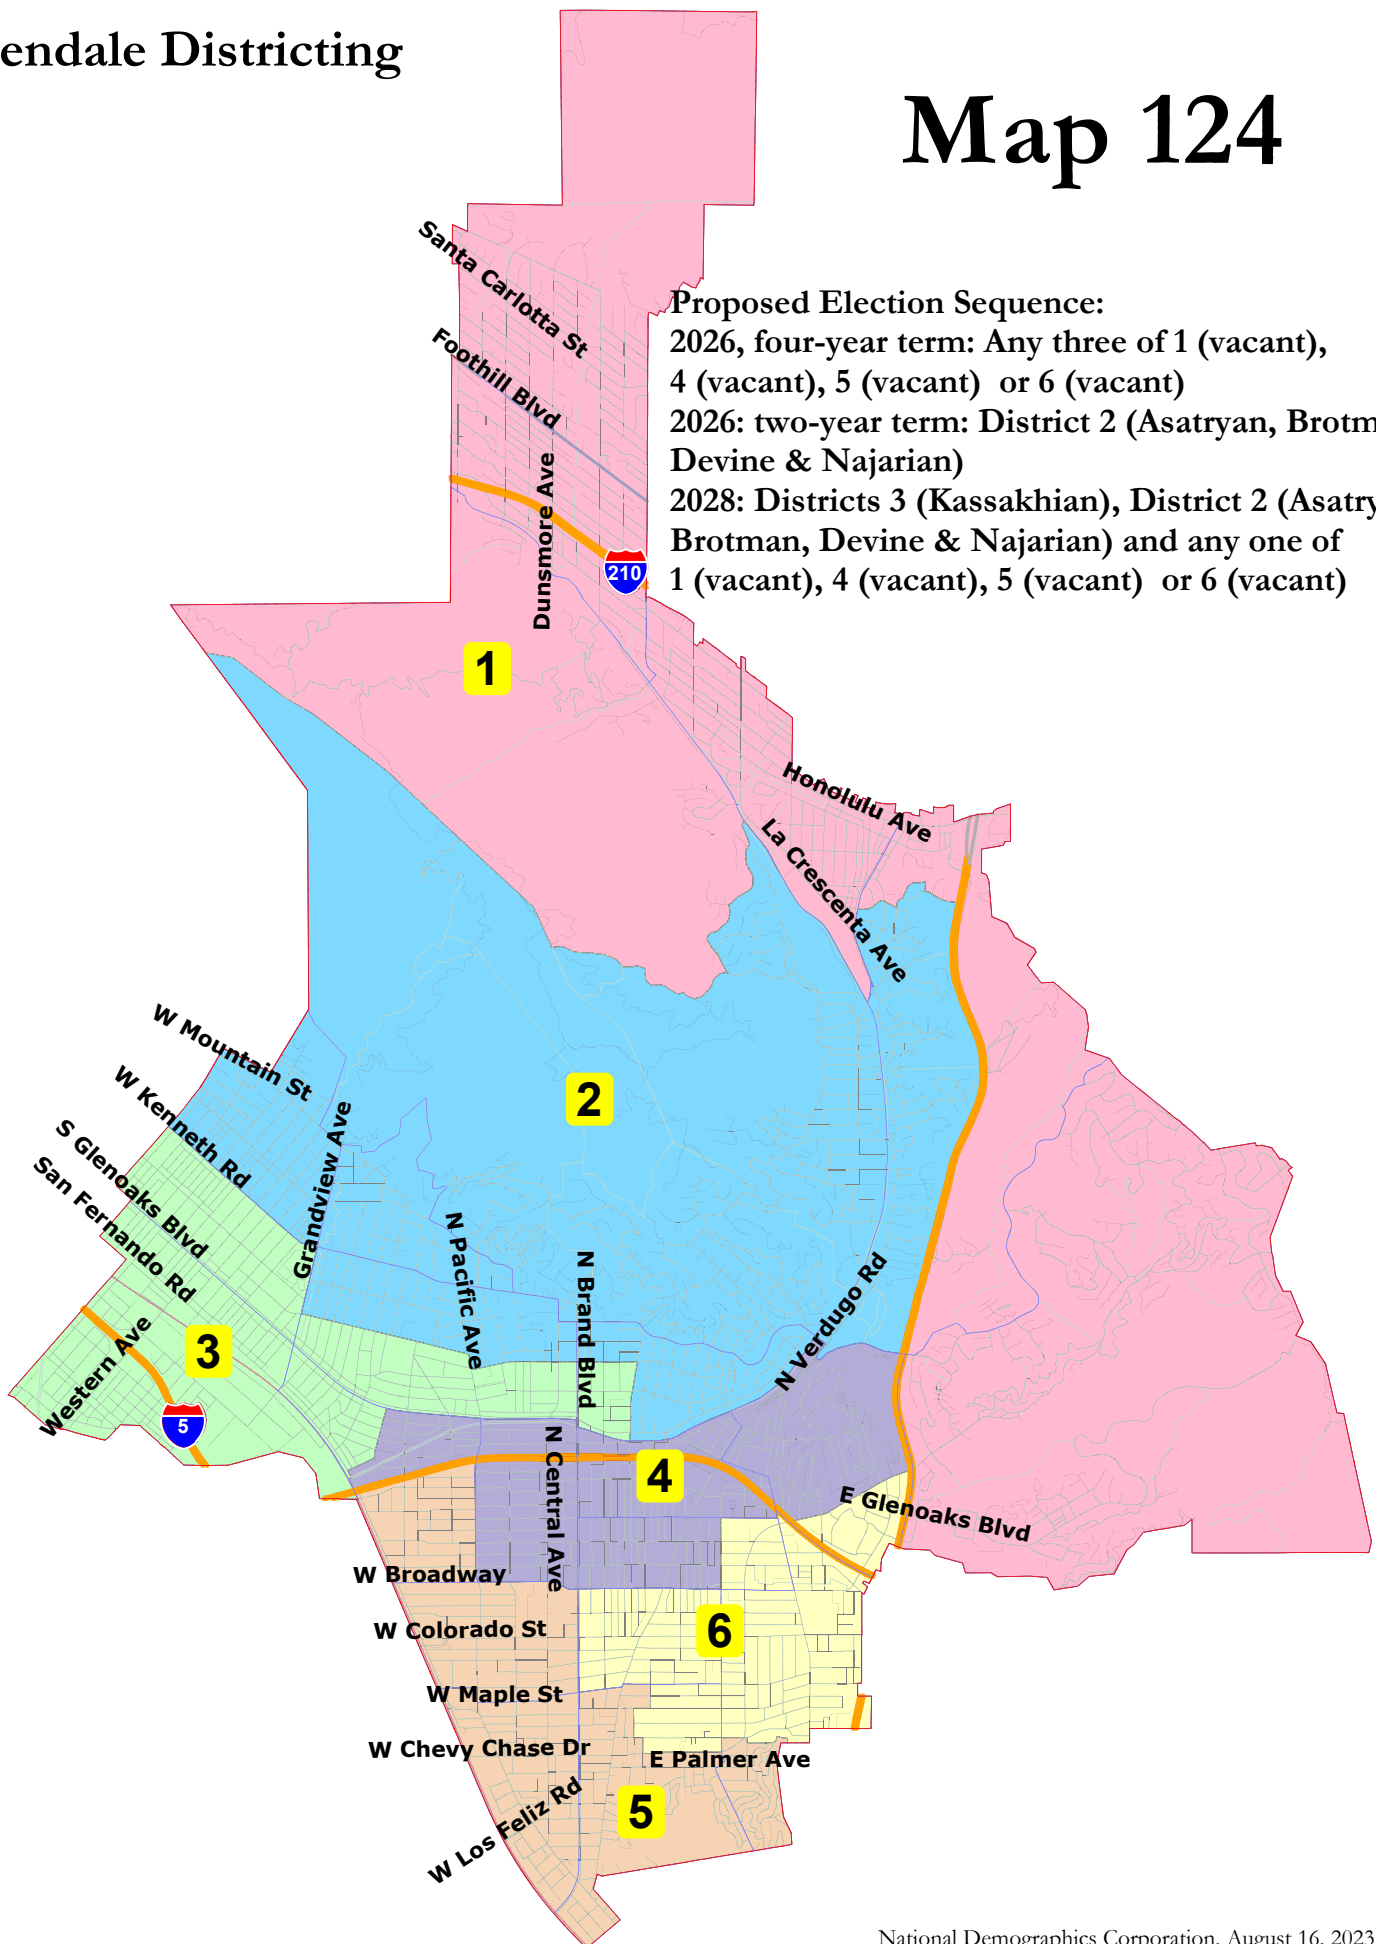 endale Districting
Map 124
Proposed Election Sequence:
2026, four-year term: Any three of 1 (vacant),
4 (vacant), 5 (vacant) or 6 (vacant)
2026: two-year term: District 2 (Asatryan, Brotm
Devine & Najarian)
2028: Districts 3 (Kassakhian), District 2 (Asatry
Brotman, Devine & Najarian) and any one of
1 (vacant), 4 (vacant), 5 (vacant) or 6 (vacant)
Santa Carlotta St
Foothill Blvd
Dunsmore Ave
210
1
Honolulu Ave
La Crescenta Ave
W Mountain St
W Kenneth Rd
2
S Glenoaks Blvd
San Fernando Rd
Grandview Ave
N Pacific Ave
N Brand Blvd
N Verdugo Rd
3
Western Ave
5
N Central Ave
4
E Glenoaks Blvd
W Broadway
W Colorado St
6
W Maple St
W Chevy Chase Dr
E Palmer Ave
5
W Los Feliz Rd
National Demographics Corporation, August 16, 2023